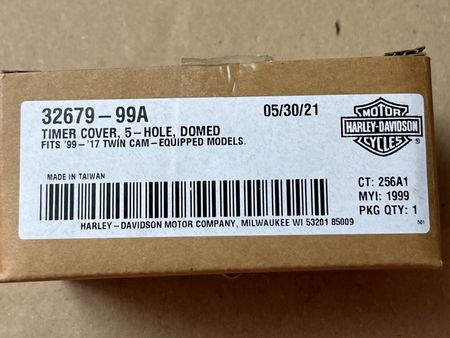 32679-99A 05/30/21
TIMER COVER, 5-HOLE, DOMED
FITS '99-'17 TWIN CAM-EQUIPPED MODELS.
MOTOR
HARLEY-DAVIDSON
CYCLES
®
MADE IN TAIWAN
CT: 256A1
MYI: 1999
PKG QTY: 1
HARLEY-DAVIDSON MOTOR COMPANY, MILWAUKEE WI 53201 85009
501